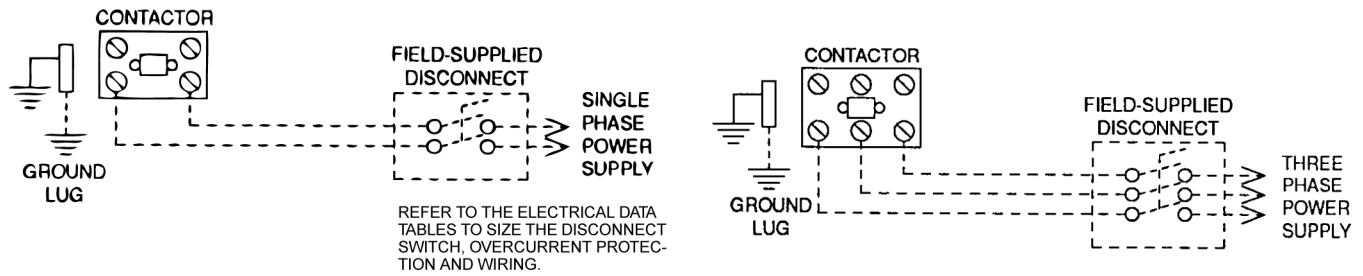 CONTACTOR
FIELD-SUPPLIED
DISCONNECT
SINGLE
PHASE
POWER
SUPPLY
GROUND
LUG
REFER TO THE ELECTRICAL DATA
TABLES TO SIZE THE DISCONNECT
SWITCH, OVERCURRENT PROTEC-
TION AND WIRING.
CONTACTOR
FIELD-SUPPLIED
DISCONNECT
THREE
PHASE
POWER
SUPPLY
GROUND
LUG